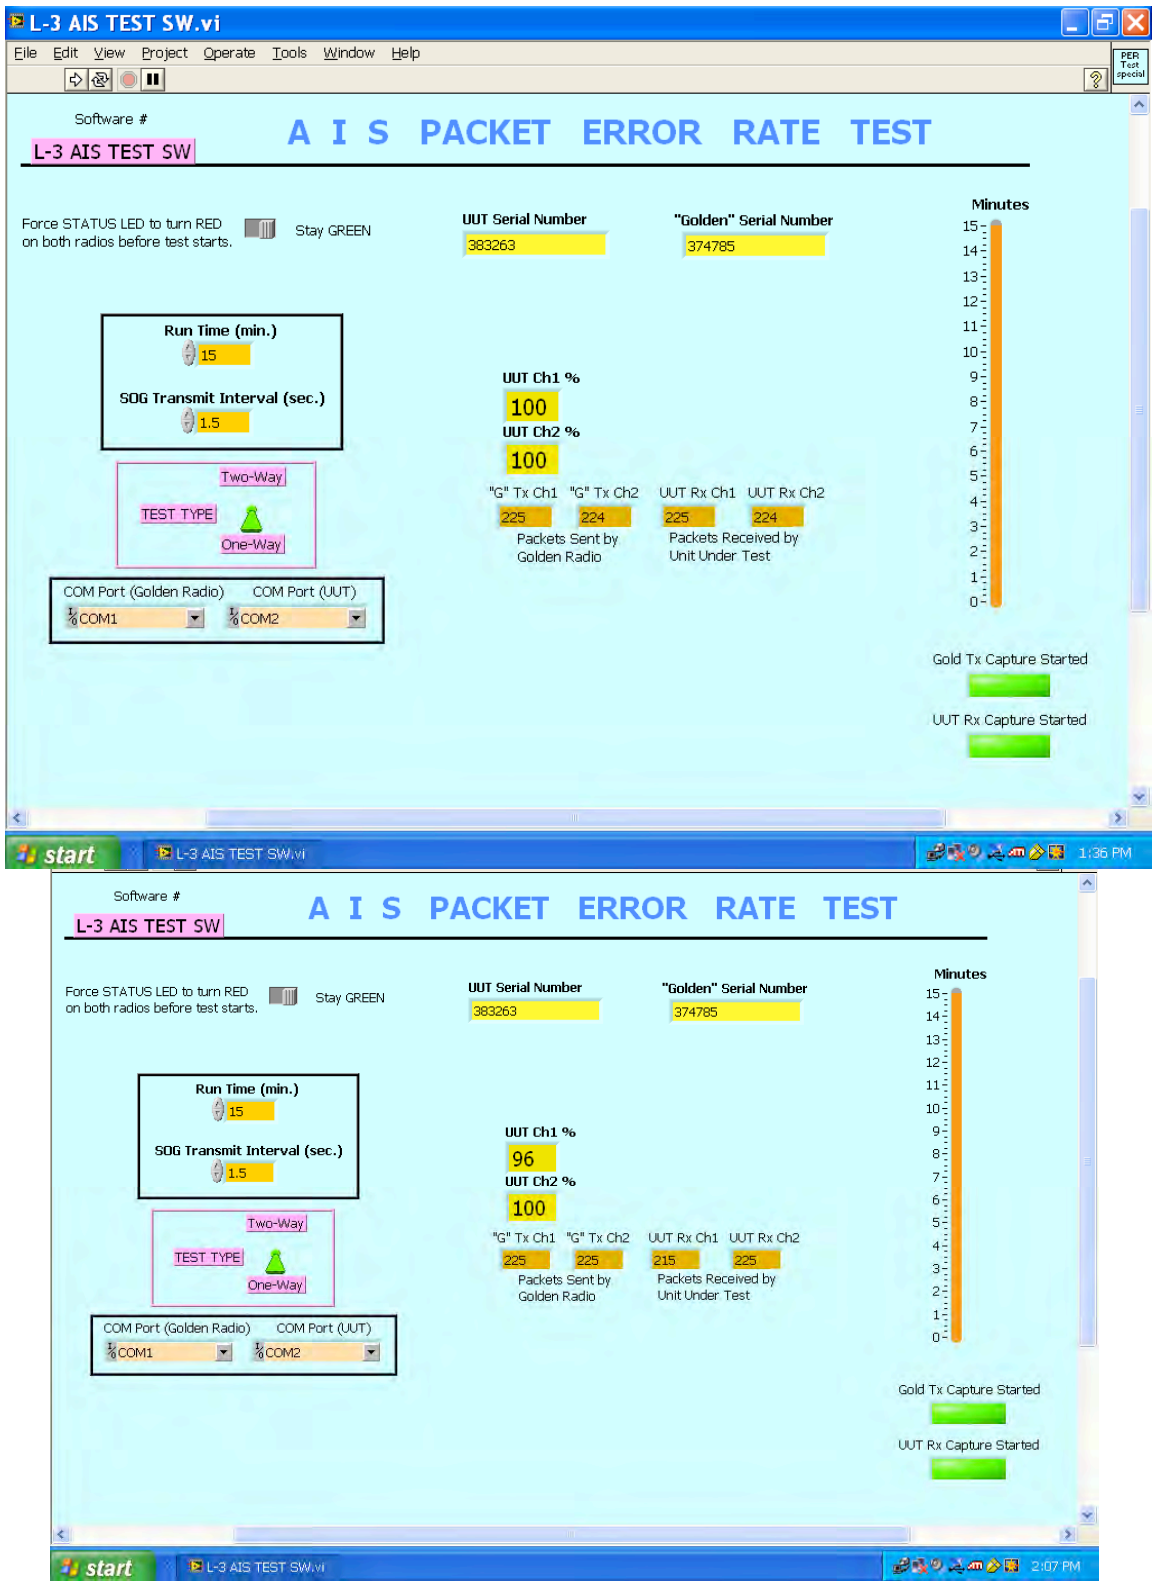 L-3 AIS TEST SW.vi
File Edit View Project Operate Tools Window Help
PER
Test
special
Software #
L-3 AIS TEST SW
A I S PACKET ERROR RATE TEST
Force STATUS LED to turn RED
on both radios before test starts.
Stay GREEN
UUT Serial Number
383263
"Golden" Serial Number
374785
Minutes
15
14
13
12
11
10
9
8
7
6
5
4
3
2
1
0
Run Time (min.)
15
SOG Transmit Interval (sec.)
1.5
Two-Way
TEST TYPE
One-Way
COM Port (Golden Radio) COM Port (UUT)
COM1 COM2
UUT Ch1 %
100
UUT Ch2 %
100
"G" Tx Ch1 "G" Tx Ch2 UUT Rx Ch1 UUT Rx Ch2
225 224 225 224
Packets Sent by
Golden Radio
Packets Received by
Unit Under Test
Gold Tx Capture Started
UUT Rx Capture Started
start L-3 AIS TEST SW.vi 1:36 PM
Software #
L-3 AIS TEST SW
A I S PACKET ERROR RATE TEST
Force STATUS LED to turn RED
on both radios before test starts.
Stay GREEN
UUT Serial Number
383263
"Golden" Serial Number
374785
Minutes
15
14
13
12
11
10
9
8
7
6
5
4
3
2
1
0
Run Time (min.)
15
SOG Transmit Interval (sec.)
1.5
Two-Way
TEST TYPE
One-Way
COM Port (Golden Radio) COM Port (UUT)
COM1 COM2
UUT Ch1 %
96
UUT Ch2 %
100
"G" Tx Ch1 "G" Tx Ch2 UUT Rx Ch1 UUT Rx Ch2
225 225 215 225
Packets Sent by
Golden Radio
Packets Received by
Unit Under Test
Gold Tx Capture Started
UUT Rx Capture Started
start L-3 AIS TEST SW.vi 2:07 PM